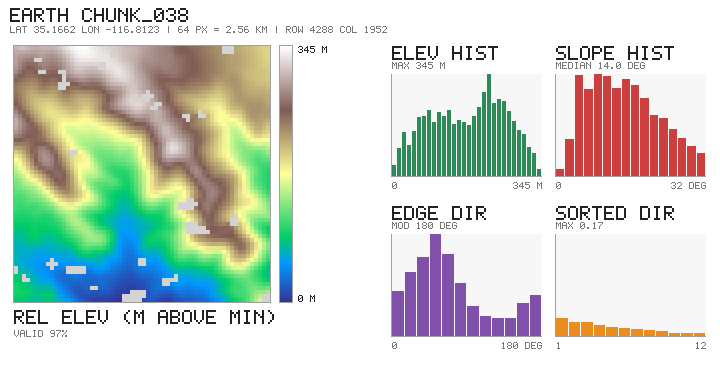 EARTH CHUNK_038
LAT 35.1662 LON -116.8123 | 64 PX = 2.56 KM | ROW 4288 COL 1952
345 M
0 M
REL ELEV (M ABOVE MIN)
VALID 97%
ELEV HIST
MAX 345 M
0 345 M
SLOPE HIST
MEDIAN 14.0 DEG
0 32 DEG
EDGE DIR
MOD 180 DEG
0 180 DEG
SORTED DIR
MAX 0.17
1 12